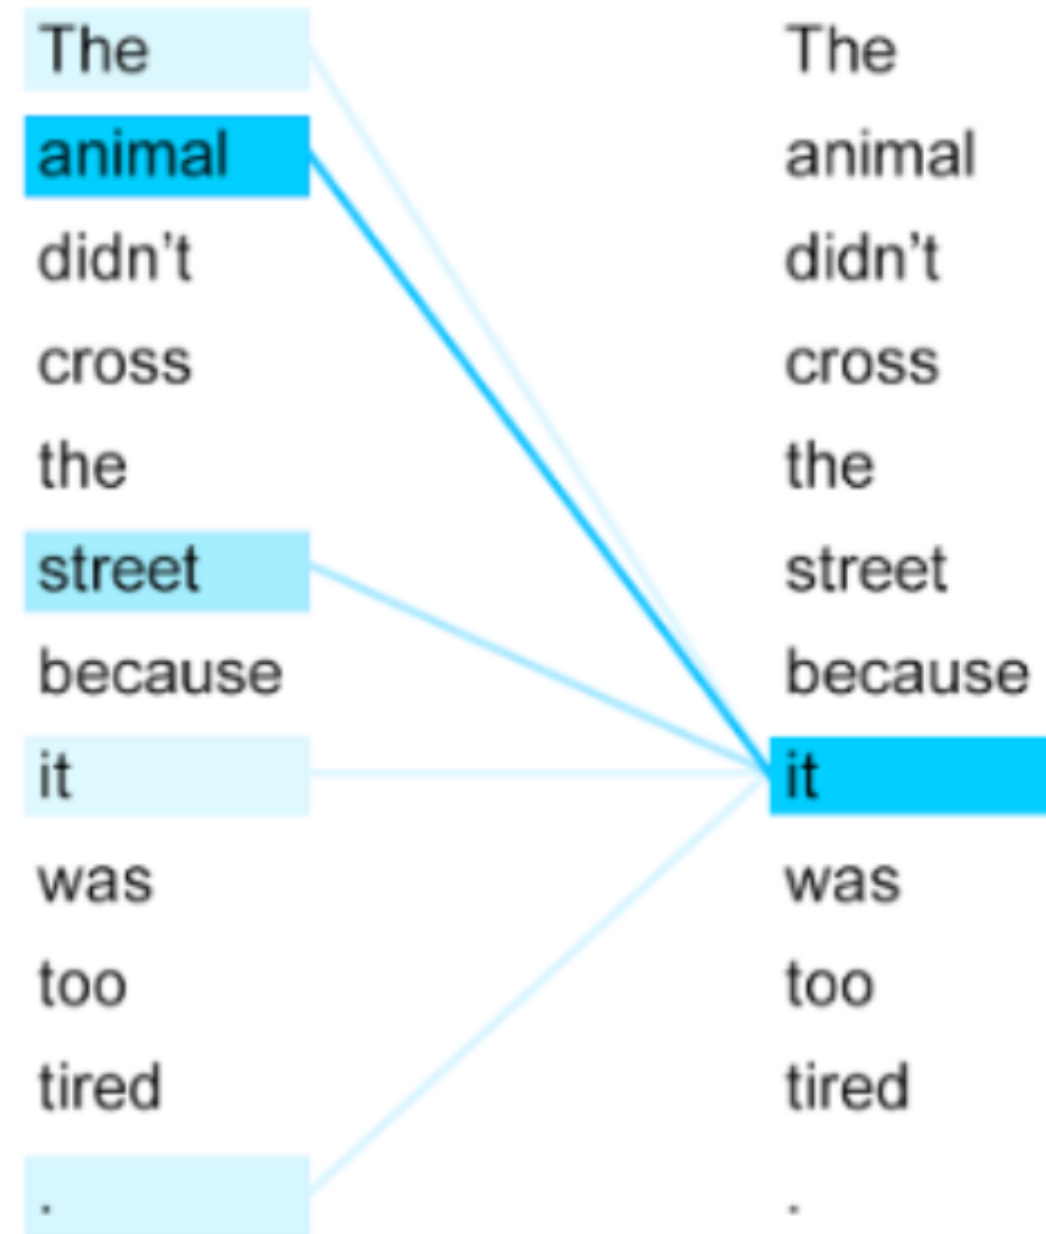 The
animal
didn’t
cross
the
street
because
it
was
too
tired
.
The
animal
didn’t
cross
the
street
because
it
was
too
tired
.